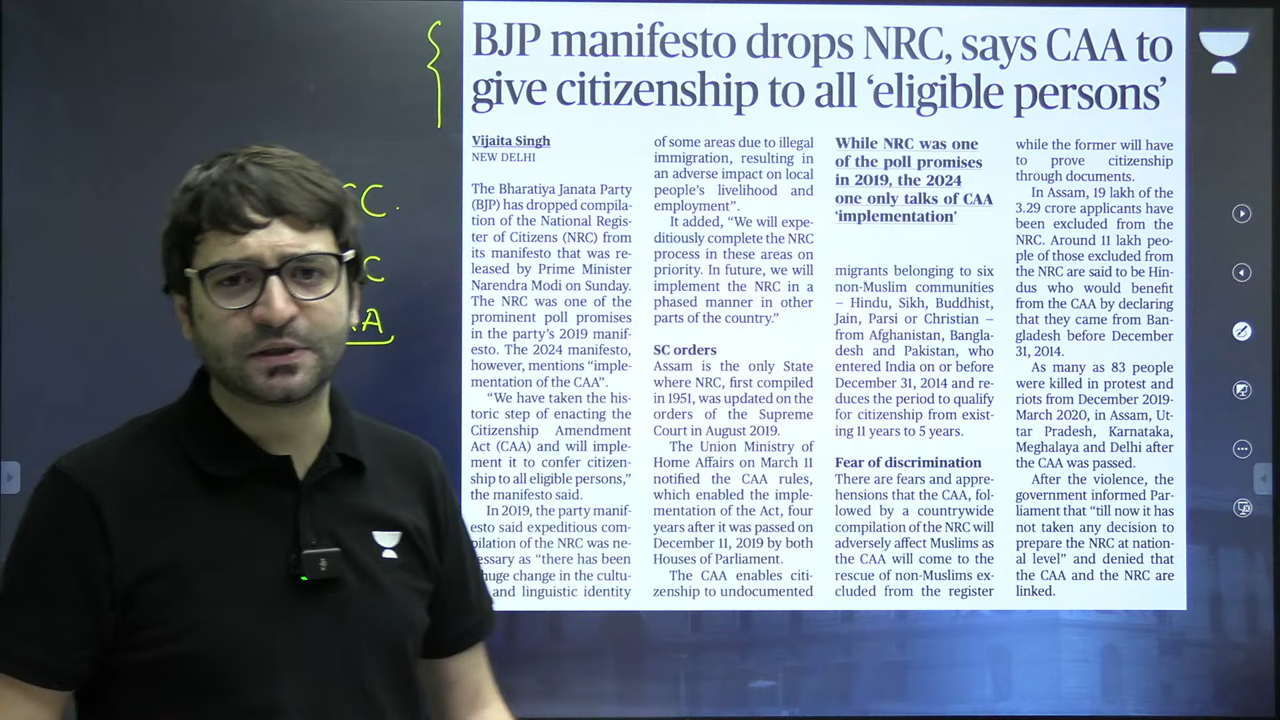 BJP manifesto drops NRC, says CAA to
give citizenship to all ‘eligible persons’
Vijaita Singh
NEW DELHI
The Bharatiya Janata Party
(BJP) has dropped compila-
tion of the National Regis-
ter of Citizens (NRC) from
its manifesto that was re-
leased by Prime Minister
Narendra Modi on Sunday.
The NRC was one of the
prominent poll promises
in the party’s 2019 manif-
esto. The 2024 manifesto,
however, mentions “imple-
mentation of the CAA”.
“We have taken the his-
toric step of enacting the
Citizenship Amendment
Act (CAA) and will imple-
ment it to confer citizen-
ship to all eligible persons,”
the manifesto said.
In 2019, the party manif-
esto said expeditious com-
pilation of the NRC was ne-
essary as “there has been
huge change in the cultu-
and linguistic identity
of some areas due to illegal
immigration, resulting in
an adverse impact on local
people’s livelihood and
employment”.
It added, “We will expe-
ditiously complete the NRC
process in these areas on
priority. In future, we will
implement the NRC in a
phased manner in other
parts of the country.”
SC orders
Assam is the only State
where NRC, first compiled
in 1951, was updated on the
orders of the Supreme
Court in August 2019.
The Union Ministry of
Home Affairs on March 11
notified the CAA rules,
which enabled the imple-
mentation of the Act, four
years after it was passed on
December 11, 2019 by both
Houses of Parliament.
The CAA enables citi-
zenship to undocumented
While NRC was one
of the poll promises
in 2019, the 2024
one only talks of CAA
‘implementation’
migrants belonging to six
non-Muslim communities
– Hindu, Sikh, Buddhist,
Jain, Parsi or Christian –
from Afghanistan, Bangla-
desh and Pakistan, who
entered India on or before
December 31, 2014 and re-
duces the period to qualify
for citizenship from exist-
ing 11 years to 5 years.
Fear of discrimination
There are fears and appre-
hensions that the CAA, fol-
lowed by a countrywide
compilation of the NRC will
adversely affect Muslims as
the CAA will come to the
rescue of non-Muslims ex-
cluded from the register
while the former will have
to prove citizenship
through documents.
In Assam, 19 lakh of the
3.29 crore applicants have
been excluded from the
NRC. Around 11 lakh peo-
ple of those excluded from
the NRC are said to be Hin-
dus who would benefit
from the CAA by declaring
that they came from Ban-
gladesh before December
31, 2014.
As many as 83 people
were killed in protest and
riots from December 2019-
March 2020, in Assam, Ut-
tar Pradesh, Karnataka,
Meghalaya and Delhi after
the CAA was passed.
After the violence, the
government informed Par-
liament that “till now it has
not taken any decision to
prepare the NRC at nation-
al level” and denied that
the CAA and the NRC are
linked.